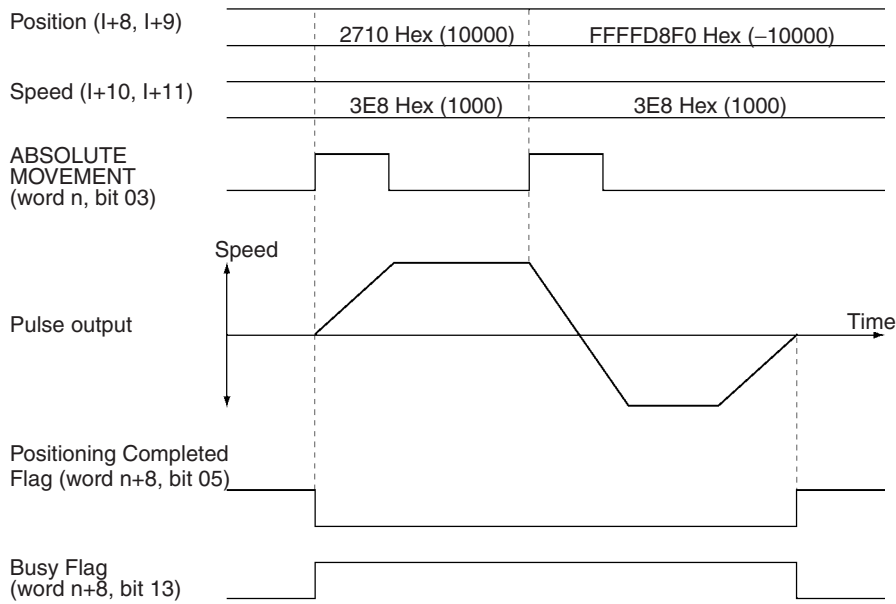 Position (I+8, I+9)
2710 Hex (10000)
FFFFD8F0 Hex (−10000)
Speed (I+10, I+11)
3E8 Hex (1000)
3E8 Hex (1000)
ABSOLUTE
MOVEMENT
(word n, bit 03)
Speed
Pulse output
Time
Positioning Completed
Flag (word n+8, bit 05)
Busy Flag
(word n+8, bit 13)